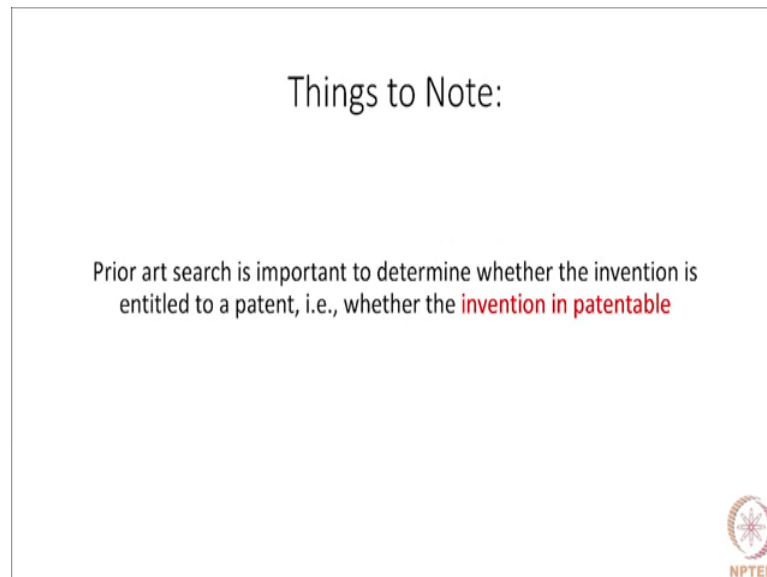 Things to Note:
Prior art search is important to determine whether the invention is
entitled to a patent, i.e., whether the invention in patentable
NPTEL